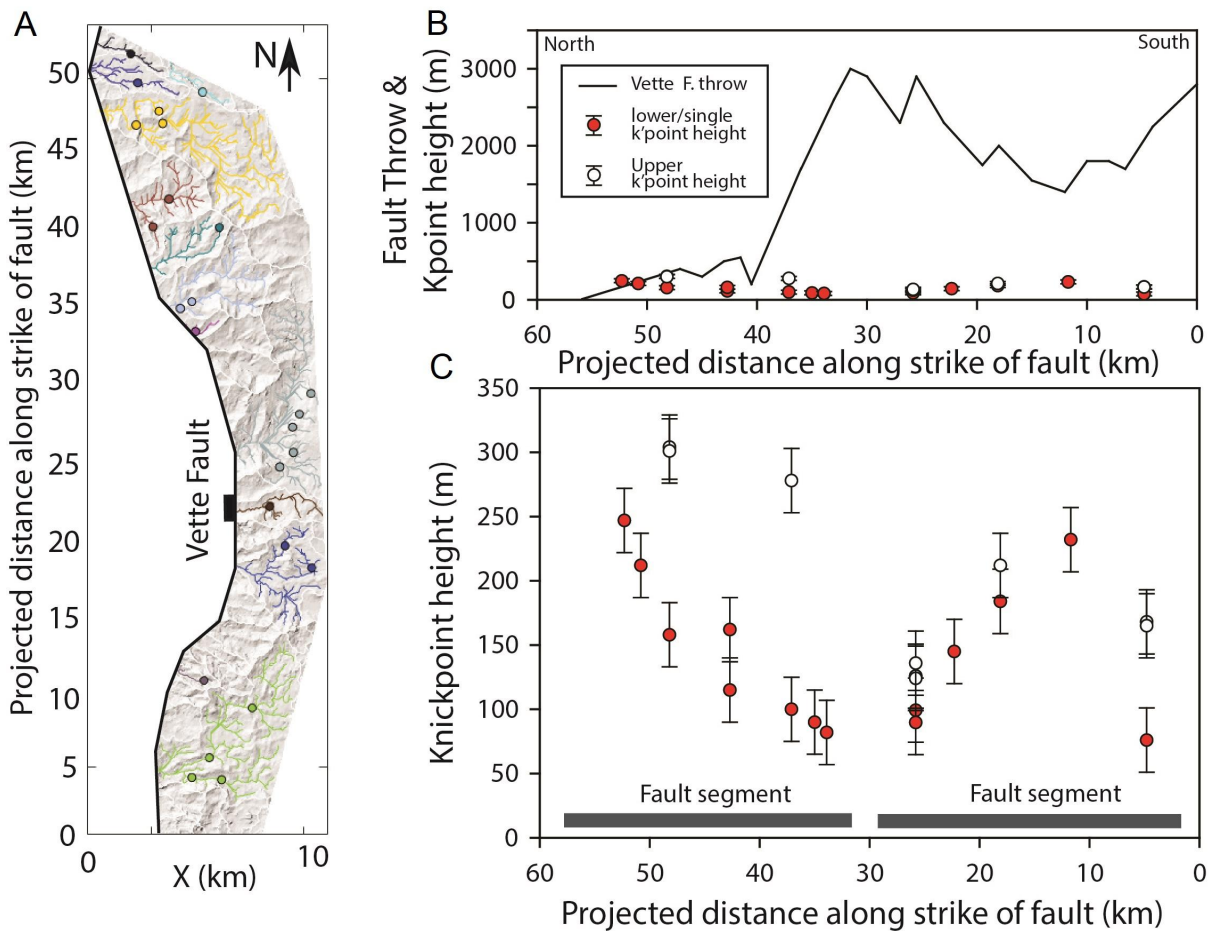 A
N
50
45
40
35
30
25
20
15
10
5
0
Projected distance along strike of fault (km)
Vette Fault
0
10
X (km)
B
North
South
Vette F. throw
lower/single
k'point height
Upper
k'point height
Fault Throw &
Kpoint height (m)
3000
2000
1000
0
60
50
40
30
20
10
0
Projected distance along strike of fault (km)
C
Knickpoint height (m)
350
300
250
200
150
100
50
0
Fault segment
Fault segment
60
50
40
30
20
10
0
Projected distance along strike of fault (km)